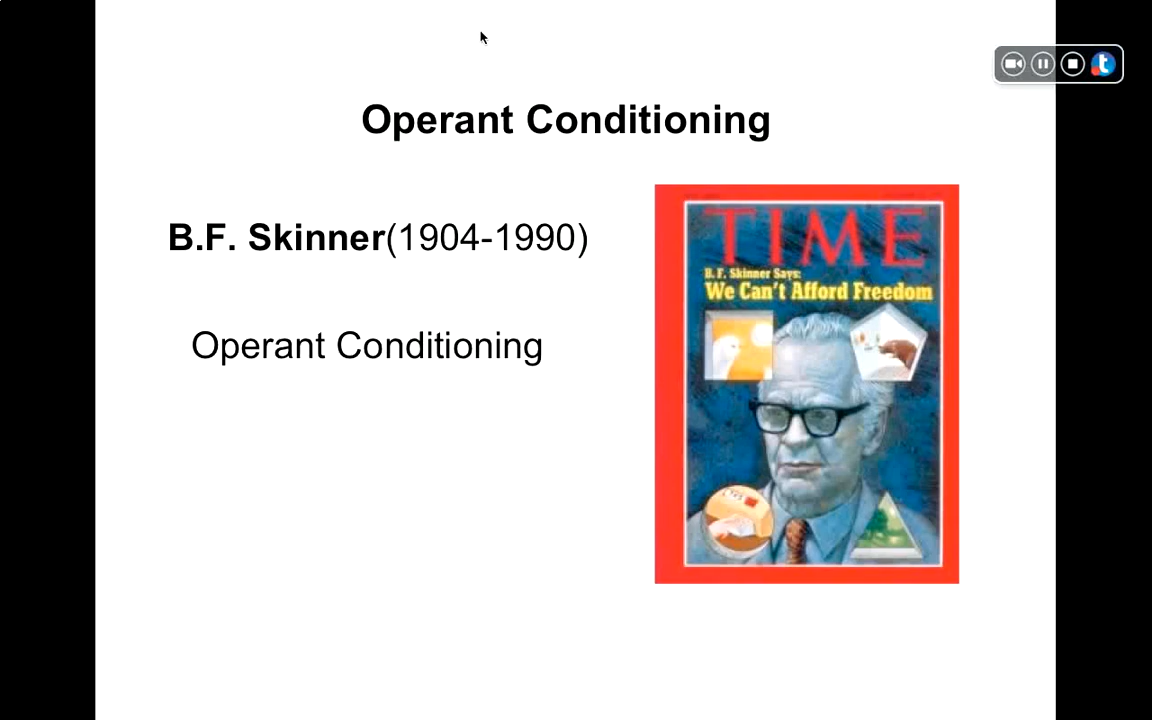 Operant Conditioning
B.F. Skinner(1904-1990)
Operant Conditioning
TIME
B.F. Skinner Says:
We Can't Afford Freedom